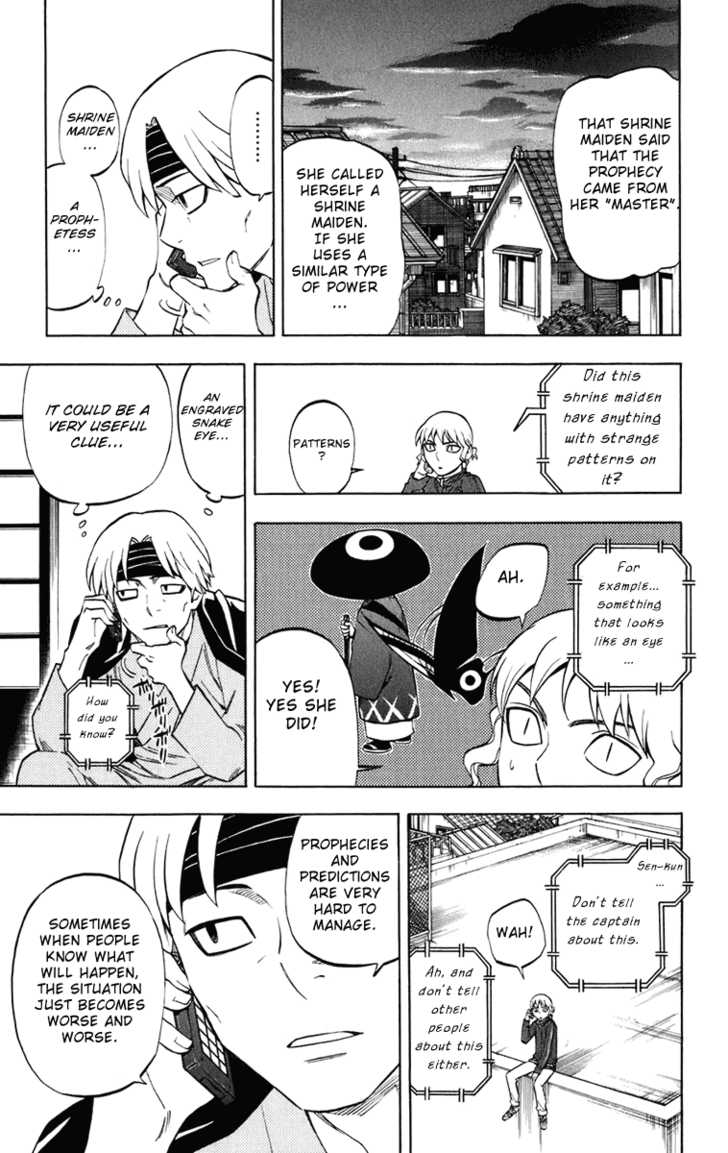 THAT SHRINE
MAIDEN SAID
THAT THE
PROPHECY
CAME FROM
HER "MASTER".
SHE CALLED
HERSELF A
SHRINE
MAIDEN.
IF SHE
USES A
SIMILAR TYPE
OF POWER
...
.........
SHRINE
MAIDEN
...
A
PROPH-
ETESS
...
Did this
shrine maiden
have anything
with strange
patterns on
it?
PATTERNS
?
For
example...
something
that looks
like an eye
...
AH.
YES!
YES SHE
DID!
AN
ENGRAVED
SNAKE
EYE...
IT COULD BE A
VERY USEFUL
CLUE...
How
did you
know?
Sen-kun
...
Don't tell
the captain
about this.
WAH!
Ah, and
don't tell
other
people
about this
either.
PROPHECIES
AND
PREDICTIONS
ARE VERY
HARD TO
MANAGE.
SOMETIMES
WHEN PEOPLE
KNOW WHAT
WILL HAPPEN,
THE SITUATION
JUST BECOMES
WORSE AND
WORSE.